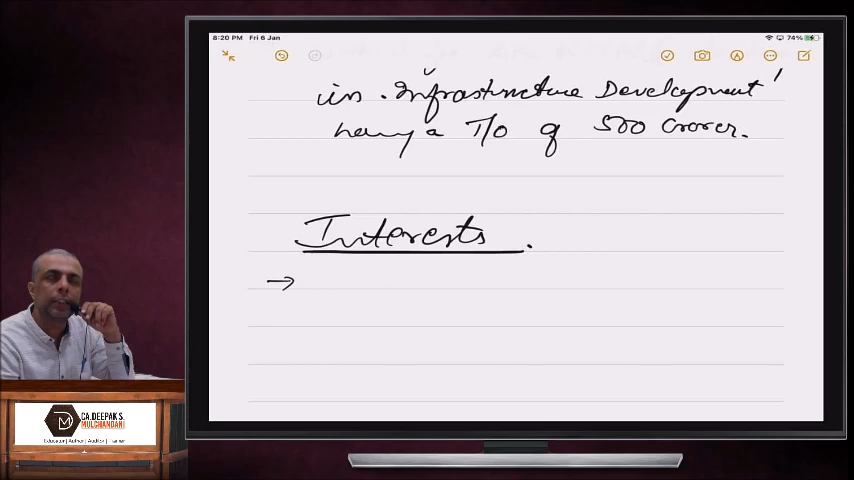 8:20 PM Fri 6 Jan
74%
in . Infrastructure Development'
having a T/O of 500 crores.
Interests.
→
DM
CA.DEEPAK S.
MULCHANDANI
Educator | Author | Auditor | Trainer